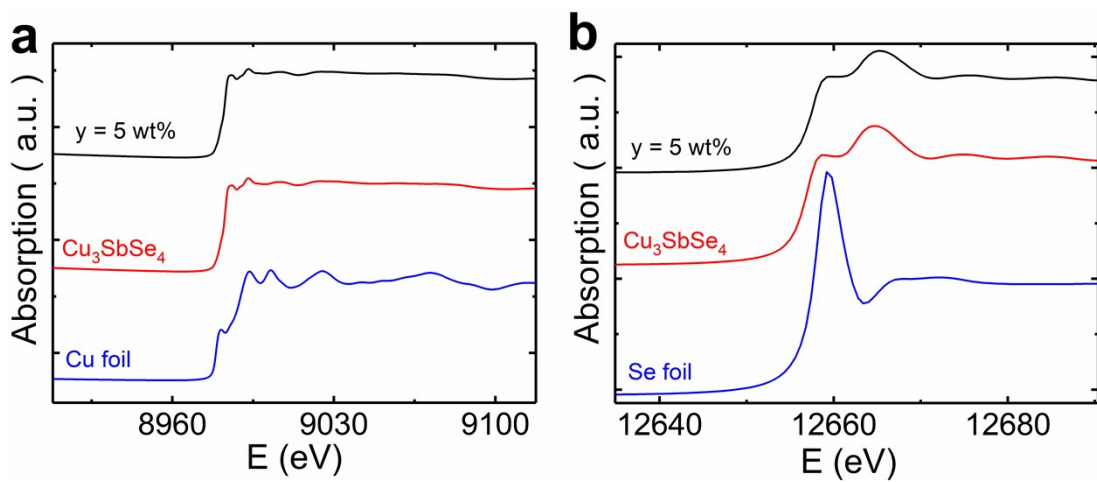 a
Absorption ( a.u. )
y = 5 wt%
Cu₃SbSe₄
Cu foil
8960 9030 9100
E (eV)
b
Absorption ( a.u. )
y = 5 wt%
Cu₃SbSe₄
Se foil
12640 12660 12680
E (eV)